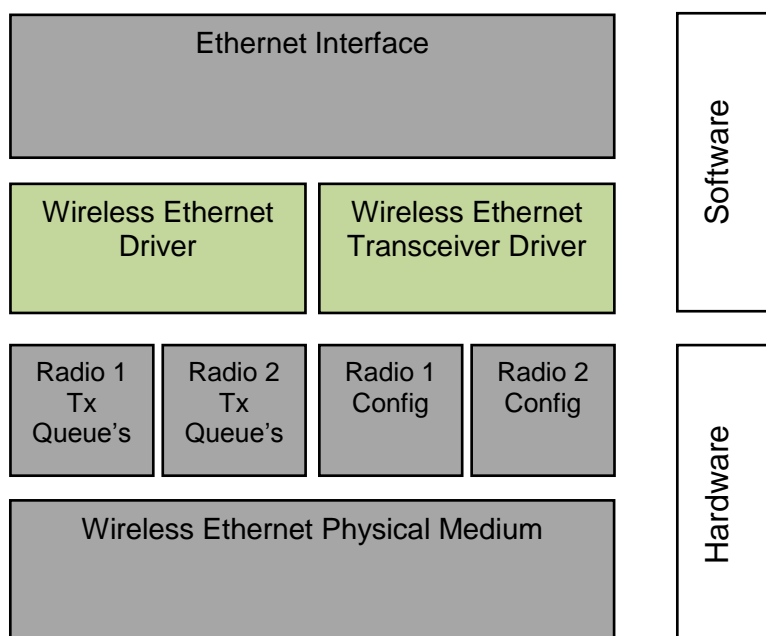 Ethernet Interface
Software
Wireless Ethernet
Driver
Wireless Ethernet
Transceiver Driver
Radio 1
Tx
Queue’s
Radio 2
Tx
Queue’s
Radio 1
Config
Radio 2
Config
Hardware
Wireless Ethernet Physical Medium